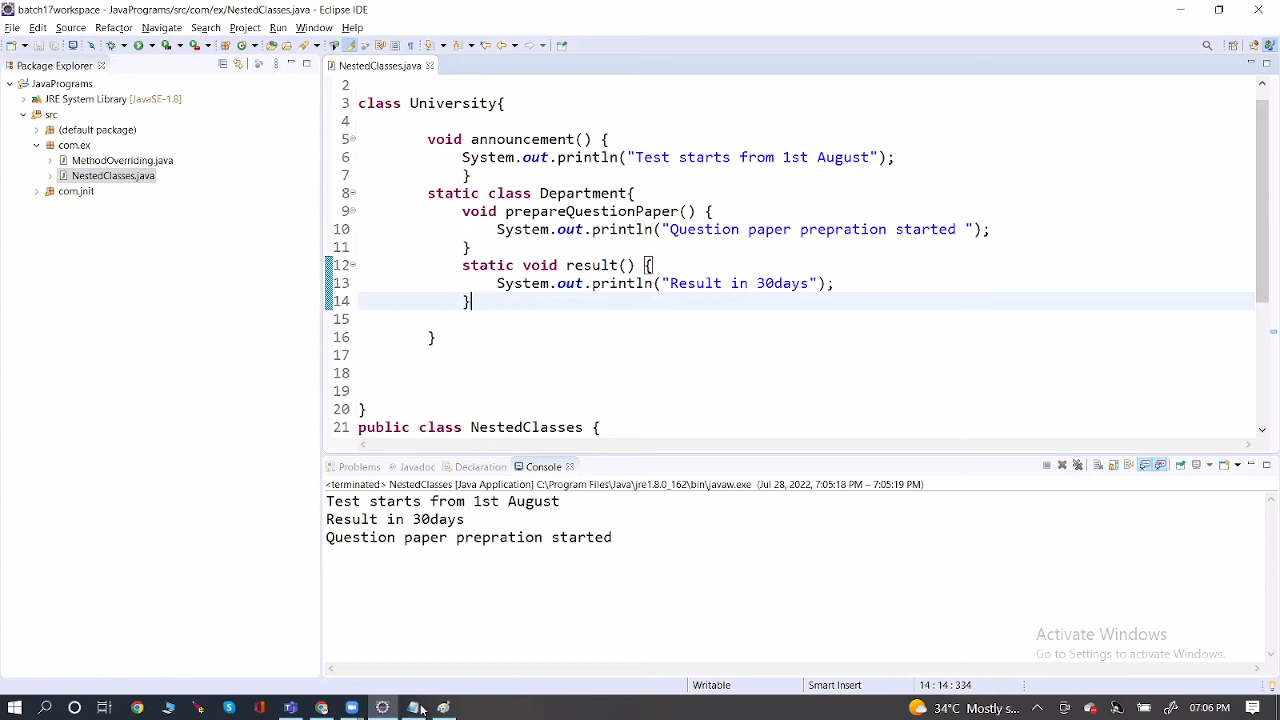 batch17workspace - JavaPrograms/src/com/ex/NestedClasses.java - Eclipse IDE
File Edit Source Refactor Navigate Search Project Run Window Help
Package Explorer
JavaPrograms
JRE System Library [JavaSE-1.8]
src
(default package)
com.ex
MethodOverriding.java
NestedClasses.java
com.jnit
NestedClasses.java
2
3 class University{
4
5 void announcement() {
6 System.out.println("Test starts from 1st August");
7 }
8 static class Department{
9 void prepareQuestionPaper() {
10 System.out.println("Question paper prepration started ");
11 }
12 static void result() {
13 System.out.println("Result in 30days");
14 }
15
16 }
17
18
19
20 }
21 public class NestedClasses {
Problems Javadoc Declaration Console
<terminated> NestedClasses [Java Application] C:\Program Files\Java\jre1.8.0_162\bin\javaw.exe (Jul 28, 2022, 7:05:18 PM – 7:05:19 PM)
Test starts from 1st August
Result in 30days
Question paper prepration started
Activate Windows
Go to Settings to activate Windows.
Writable Smart Insert 14 : 14 : 334
34°C Mostly s... 07:06 PM